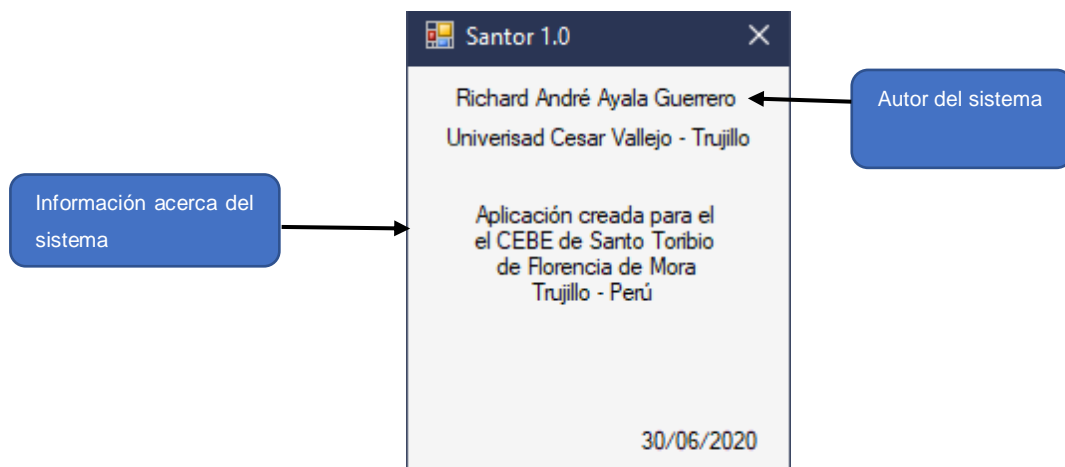 Santor 1.0
Richard André Ayala Guerrero
Univerisad Cesar Vallejo - Trujillo
Autor del sistema
Información acerca del
sistema
Aplicación creada para el
el CEBE de Santo Toribio
de Florencia de Mora
Trujillo - Perú
30/06/2020